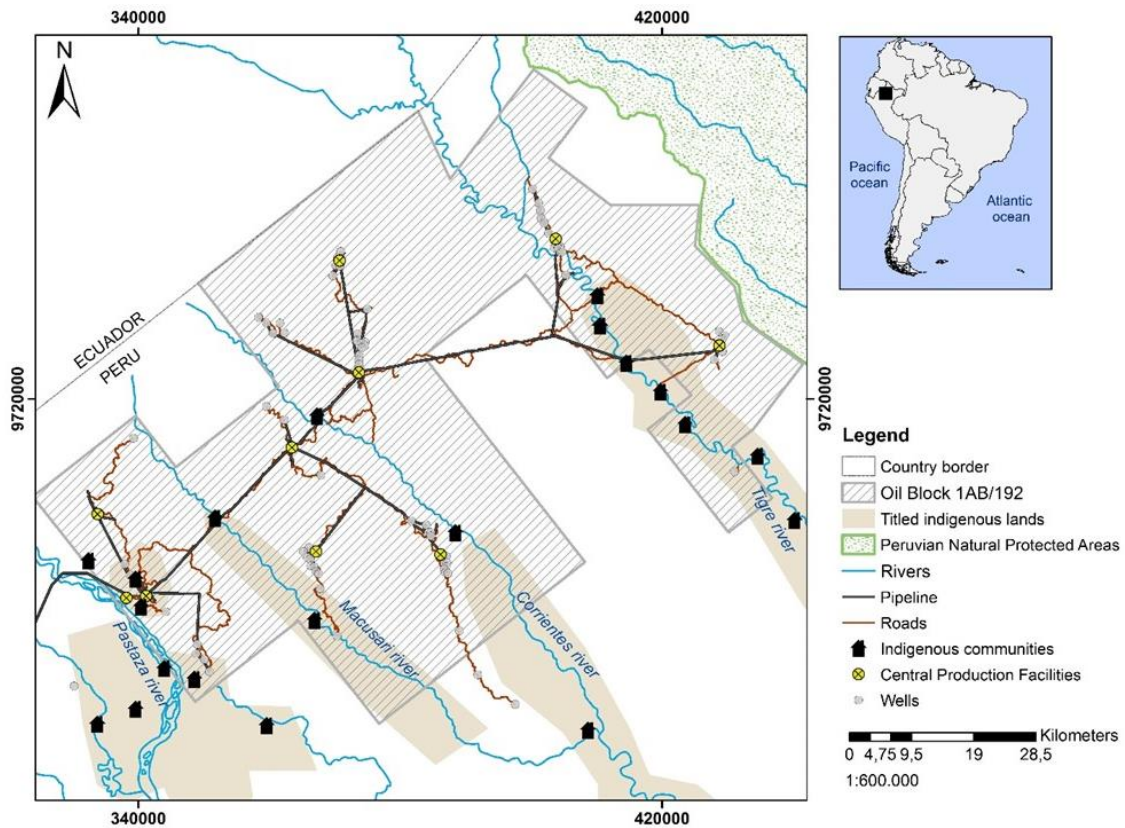 340000
420000
N
ECUADOR
PERU
9720000
9720000
Pastaza river
Macusari river
Corrientes river
Tigre river
340000
420000
Pacific
ocean
Atlantic
ocean
Legend
Country border
Oil Block 1AB/192
Titled indigenous lands
Peruvian Natural Protected Areas
Rivers
Pipeline
Roads
Indigenous communities
Central Production Facilities
Wells
Kilometers
0 4,75 9,5 19 28,5
1:600.000